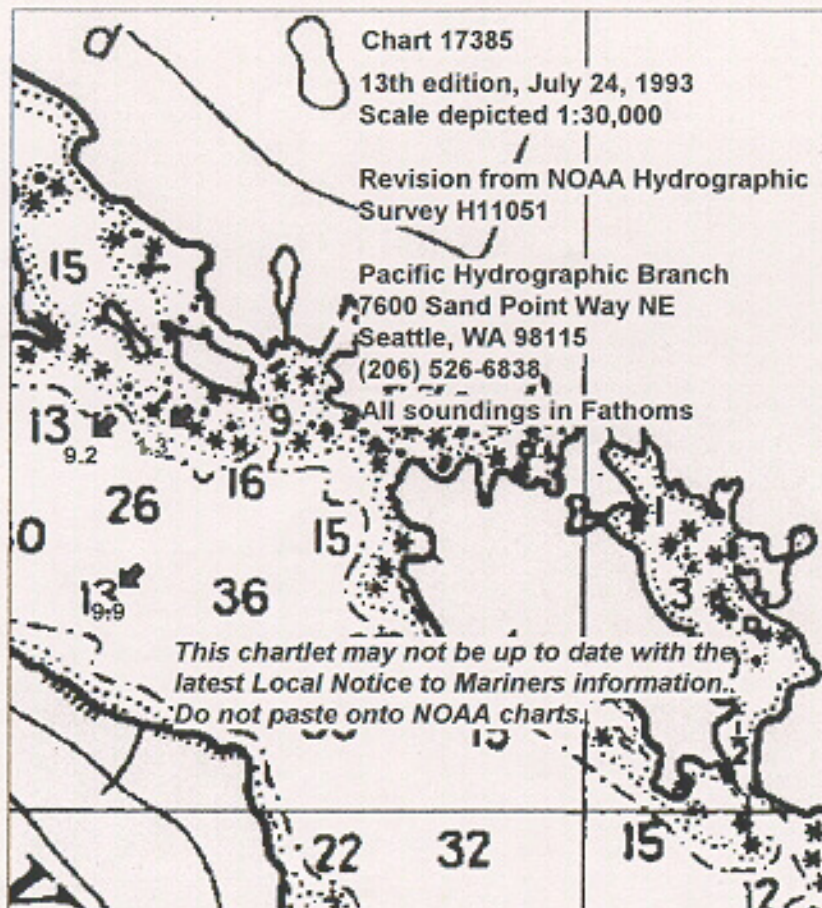 d
Chart 17385
13th edition, July 24, 1993
Scale depicted 1:30,000
Revision from NOAA Hydrographic
Survey H11051
15
Pacific Hydrographic Branch
7600 Sand Point Way NE
Seattle, WA 98115
(206) 526-6838
All soundings in Fathoms
13
9.2
9
16
26
15
1
13
9.9
36
3
This chartlet may not be up to date with the
latest Local Notice to Mariners information..
Do not paste onto NOAA charts.
15
2
22
32
15
12